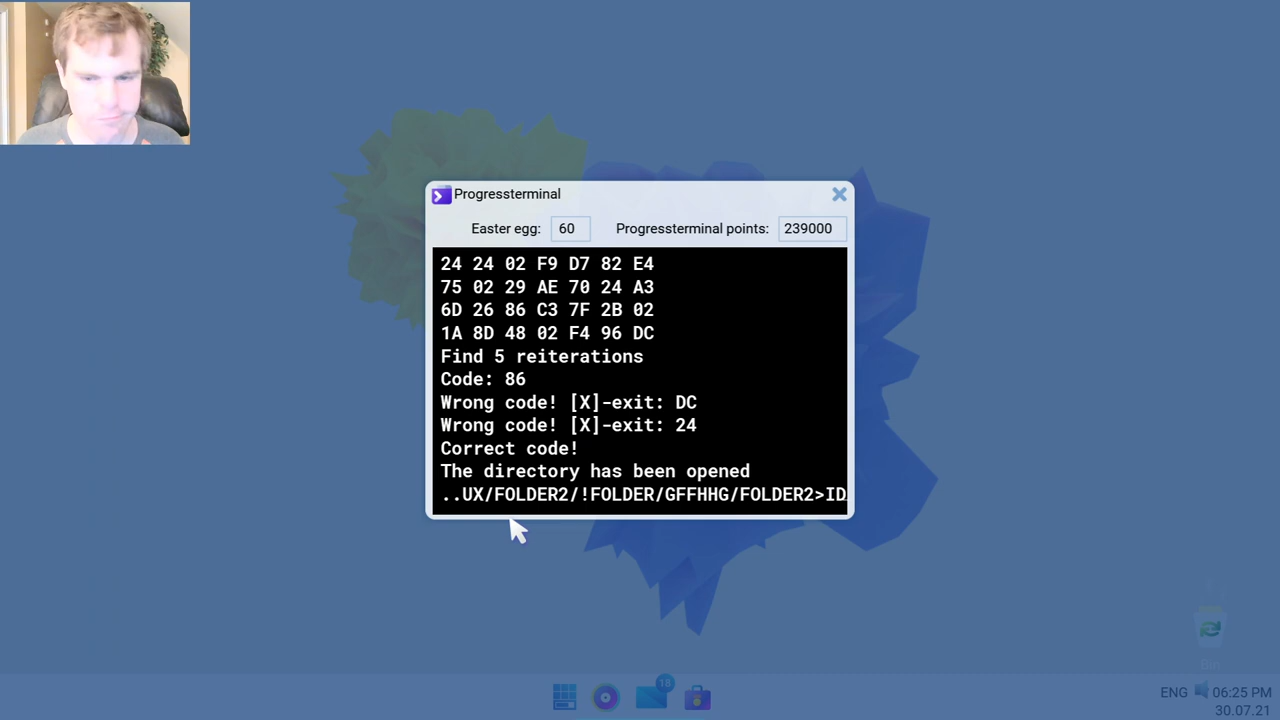 Progressterminal
Easter egg: 60 Progressterminal points: 239000
24 24 02 F9 D7 82 E4
75 02 29 AE 70 24 A3
6D 26 86 C3 7F 2B 02
1A 8D 48 02 F4 96 DC
Find 5 reiterations
Code: 86
Wrong code! [X]-exit: DC
Wrong code! [X]-exit: 24
Correct code!
The directory has been opened
..UX/FOLDER2/!FOLDER/GFFHHG/FOLDER2>ID
Bin
18
ENG 06:25 PM
30.07.21